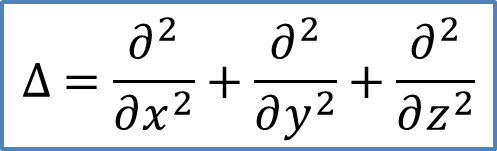 Δ = ∂²/∂x² + ∂²/∂y² + ∂²/∂z²